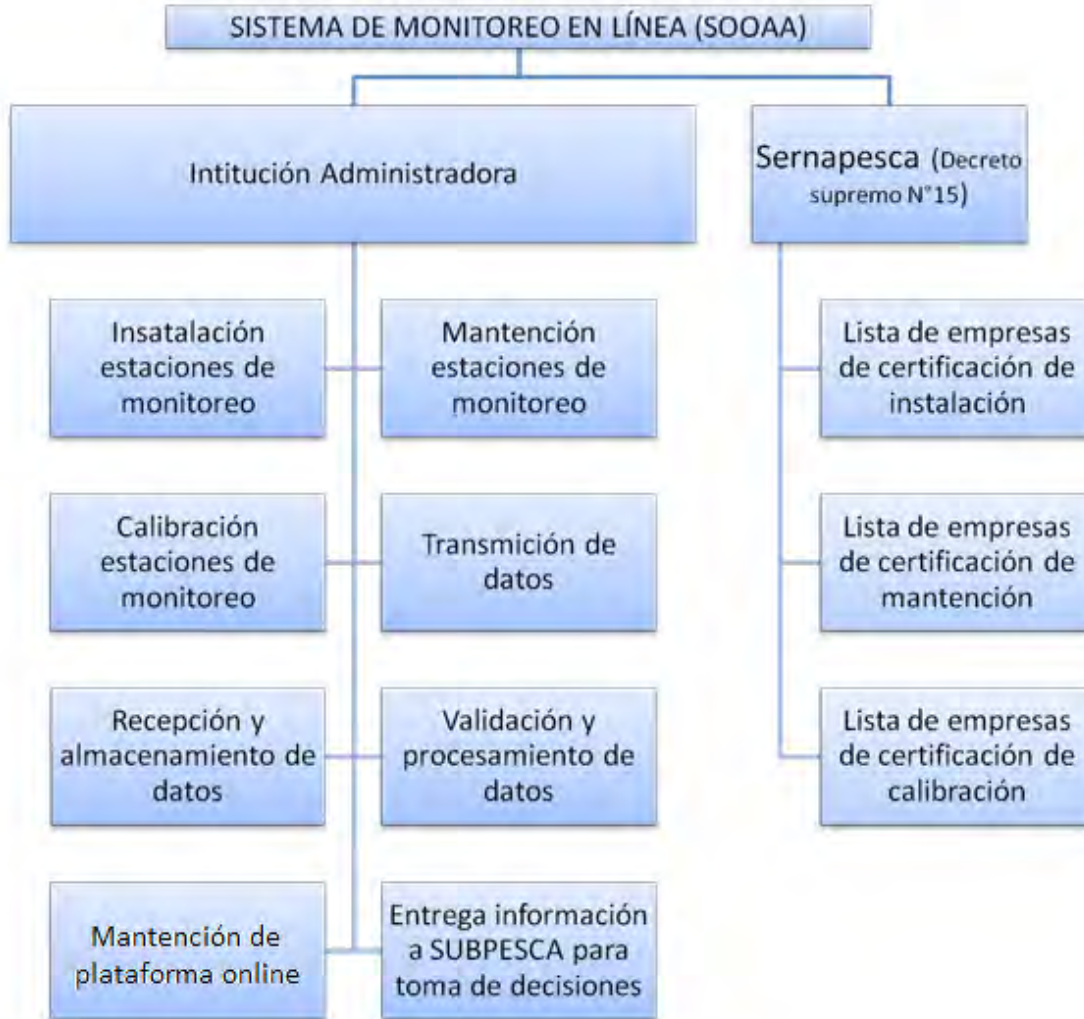 SISTEMA DE MONITOREO EN LÍNEA (SOOAA)
Intitución Administradora
Sernapesca (Decreto
supremo N°15)
Insatalación
estaciones de
monitoreo
Mantención
estaciones de
monitoreo
Lista de empresas
de certificación de
instalación
Calibración
estaciones de
monitoreo
Transmición de
datos
Lista de empresas
de certificación de
mantención
Recepción y
almacenamiento de
datos
Validación y
procesamiento de
datos
Lista de empresas
de certificación de
calibración
Mantención de
plataforma online
Entrega información
a SUBPESCA para
toma de decisiones